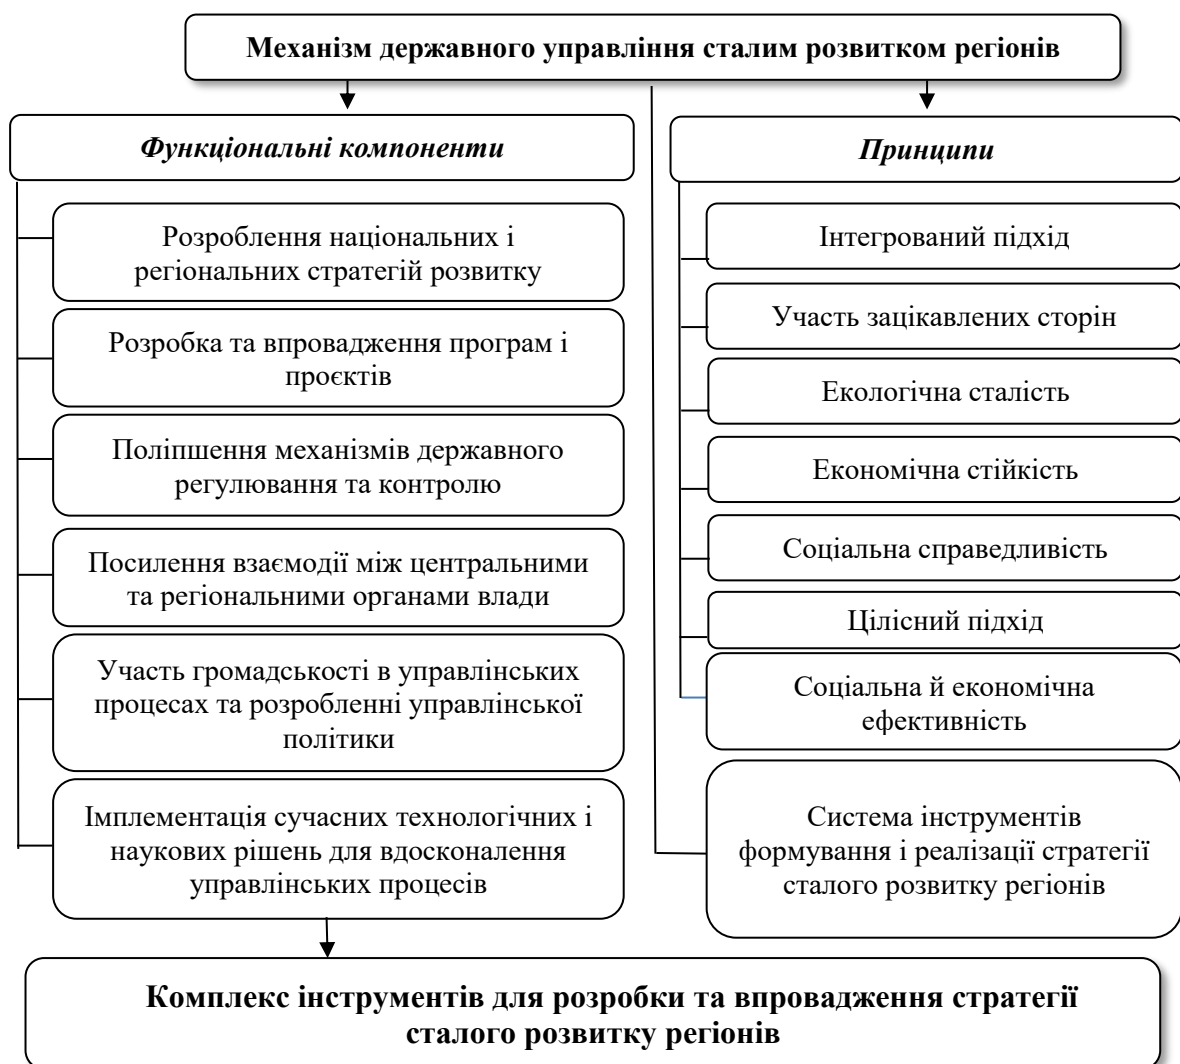 Механізм державного управління сталим розвитком регіонів
Функціональні компоненти
Розроблення національних і
регіональних стратегій розвитку
Розробка та впровадження програм і
проєктів
Поліпшення механізмів державного
регулювання та контролю
Посилення взаємодії між центральними
та регіональними органами влади
Участь громадськості в управлінських
процесах та розробленні управлінської
політики
Імплементація сучасних технологічних і
наукових рішень для вдосконалення
управлінських процесів
Принципи
Інтегрований підхід
Участь зацікавлених сторін
Екологічна сталість
Економічна стійкість
Соціальна справедливість
Цілісний підхід
Соціальна й економічна
ефективність
Система інструментів
формування і реалізації стратегії
сталого розвитку регіонів
Комплекс інструментів для розробки та впровадження стратегії
сталого розвитку регіонів